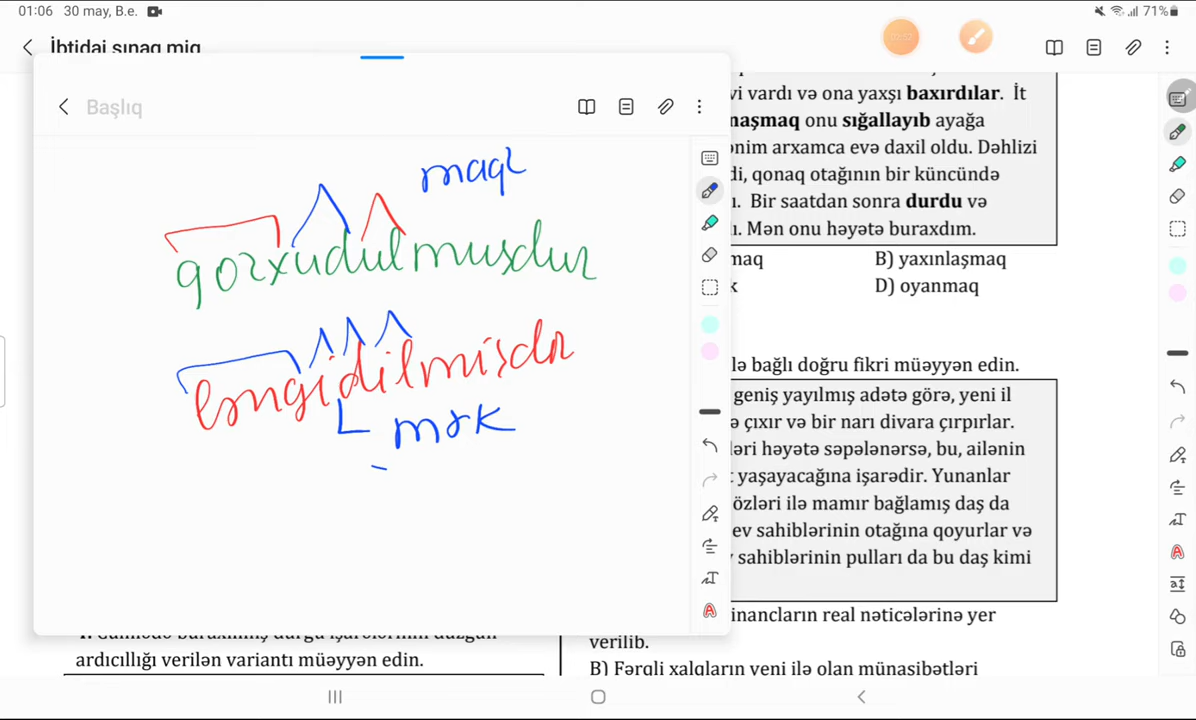 01:06 30 may, B.e. 71%
İbtidai sınaq miq
Başlıq
maq
qorxudulmuşdur
ləngidilmişdir
mək
vi vardı və ona yaxşı baxırdılar. İt
naşmaq onu sığallayıb ayağa
ənim arxamca evə daxil oldu. Dəhlizi
di, qonaq otağının bir küncündə
ı. Bir saatdan sonra durdu və
ı. Mən onu həyətə buraxdım.
maq B) yaxınlaşmaq
k D) oyanmaq
lə bağlı doğru fikri müəyyən edin.
geniş yayılmış adətə görə, yeni il
ə çıxır və bir narı divara çırpırlar.
ləri həyətə səpələnərsə, bu, ailənin
t yaşayacağına işarədir. Yunanlar
özləri ilə mamır bağlamış daş da
ev sahiblərinin otağına qoyurlar və
sahiblərinin pulları da bu daş kimi
inancların real nəticələrinə yer
verilib.
B) Fərqli xalqların yeni ilə olan münasibətləri
ardıcıllığı verilən variantı müəyyən edin.